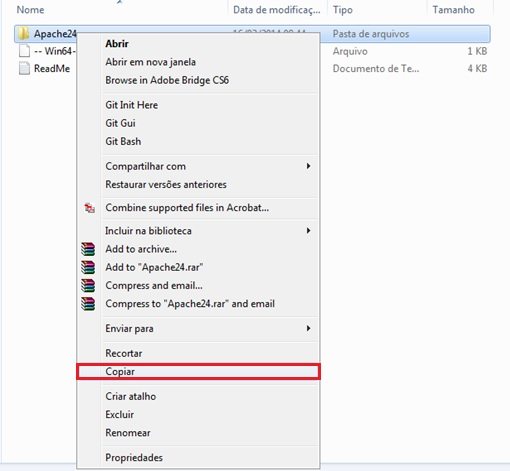 Nome Data de modificaç... Tipo Tamanho
Apache24 Pasta de arquivos
-- Win64- Arquivo 1 KB
ReadMe Documento de Te... 4 KB
Abrir
Abrir em nova janela
Browse in Adobe Bridge CS6
Git Init Here
Git Gui
Git Bash
Compartilhar com
Restaurar versões anteriores
Combine supported files in Acrobat...
Incluir na biblioteca
Add to archive...
Add to "Apache24.rar"
Compress and email...
Compress to "Apache24.rar" and email
Enviar para
Recortar
Copiar
Criar atalho
Excluir
Renomear
Propriedades